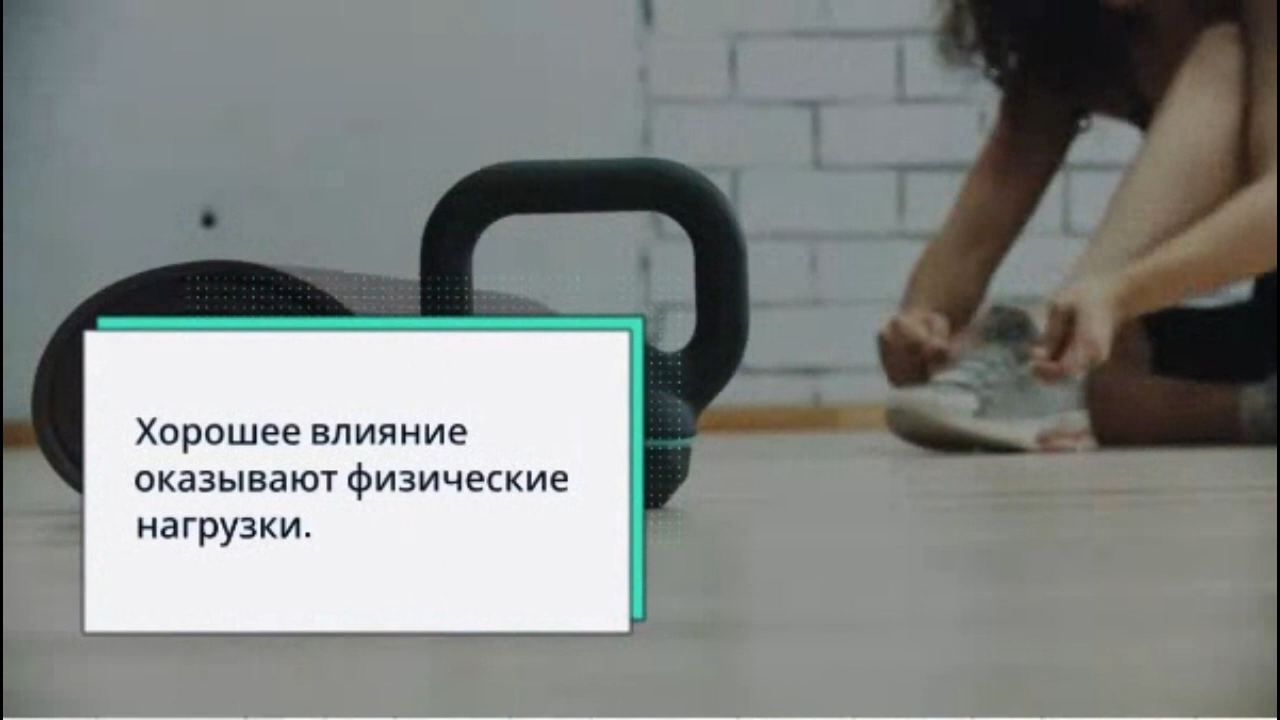 Хорошее влияние
оказывают физические
нагрузки.